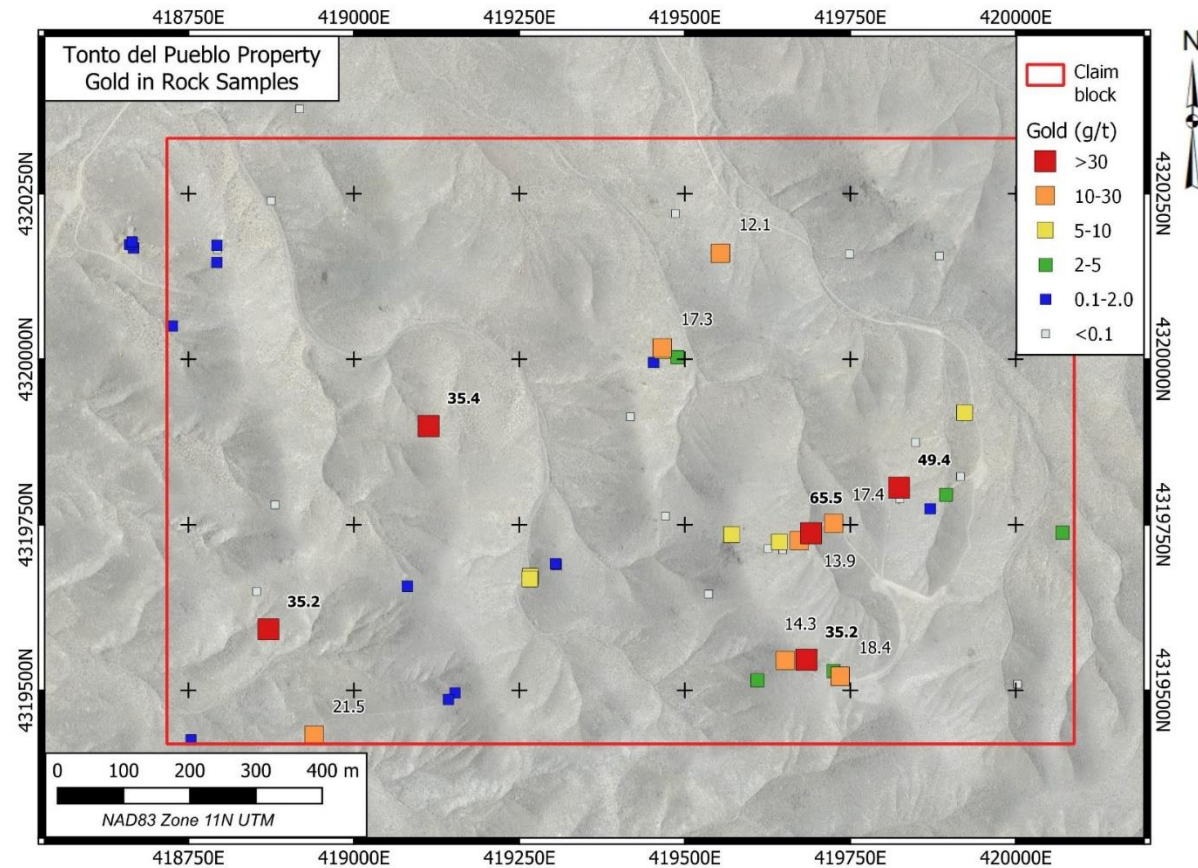 418750E 419000E 419250E 419500E 419750E 420000E
Tonto del Pueblo Property
Gold in Rock Samples
N
Claim
block
Gold (g/t)
>30
10-30
5-10
2-5
0.1-2.0
<0.1
4320250N
4320250N
12.1
17.3
4320000N
4320000N
35.4
49.4
65.5
17.4
4319750N
4319750N
13.9
35.2
14.3
35.2
18.4
4319500N
4319500N
21.5
0 100 200 300 400 m
NAD83 Zone 11N UTM
418750E 419000E 419250E 419500E 419750E 420000E